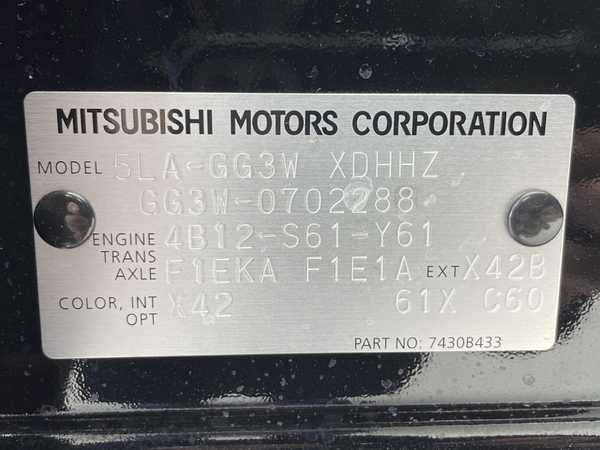 MITSUBISHI MOTORS CORPORATION
MODEL 5LA-GG3W XDHHZ
GG3W-0702288
ENGINE 4B12-S61-Y61
TRANS
AXLE F1EKA F1E1A EXT X42B
COLOR, INT X42 61X C60
OPT
PART NO: 7430B433